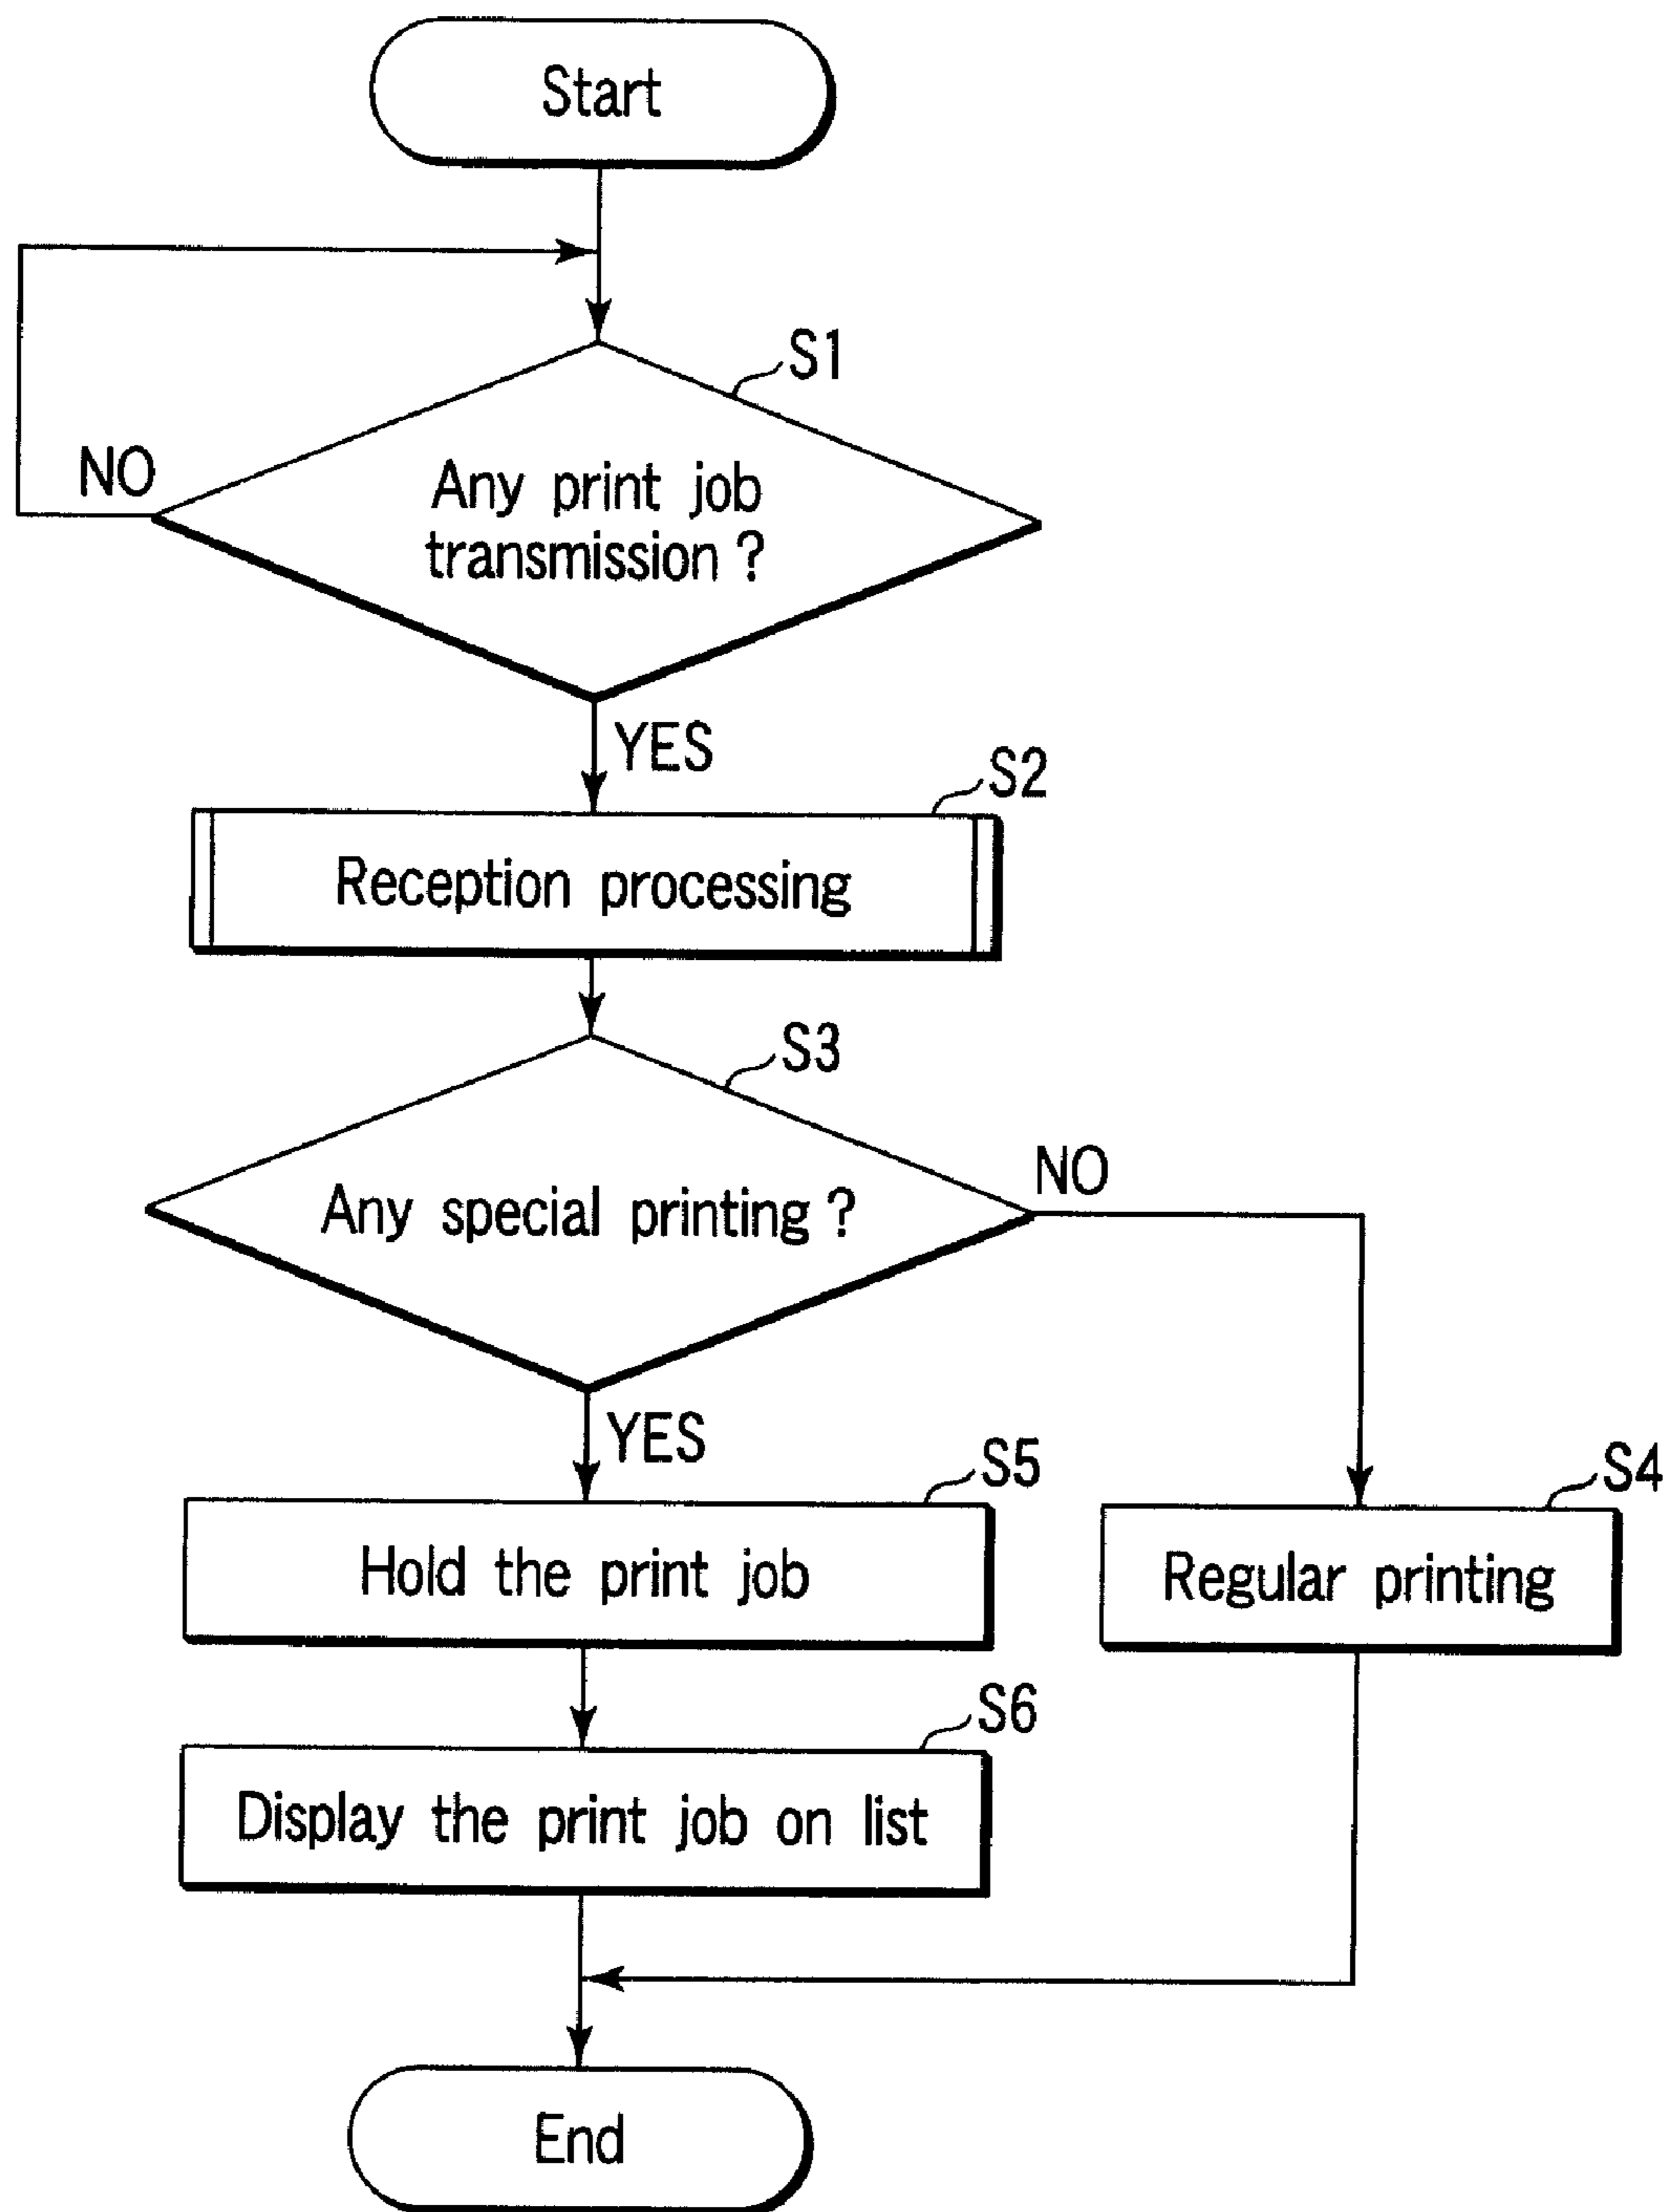 Start
S1
NO
Any print job
transmission ?
YES
S2
Reception processing
S3
Any special printing ?
NO
YES
S5
Hold the print job
S4
Regular printing
S6
Display the print job on list
End